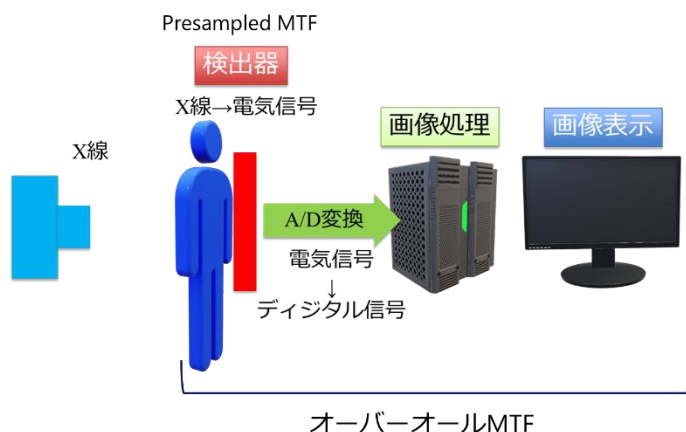 Presampled MTF
検出器
X線→電気信号
X線
画像処理
画像表示
A/D変換
電気信号
↓
ディジタル信号
オーバーオールMTF